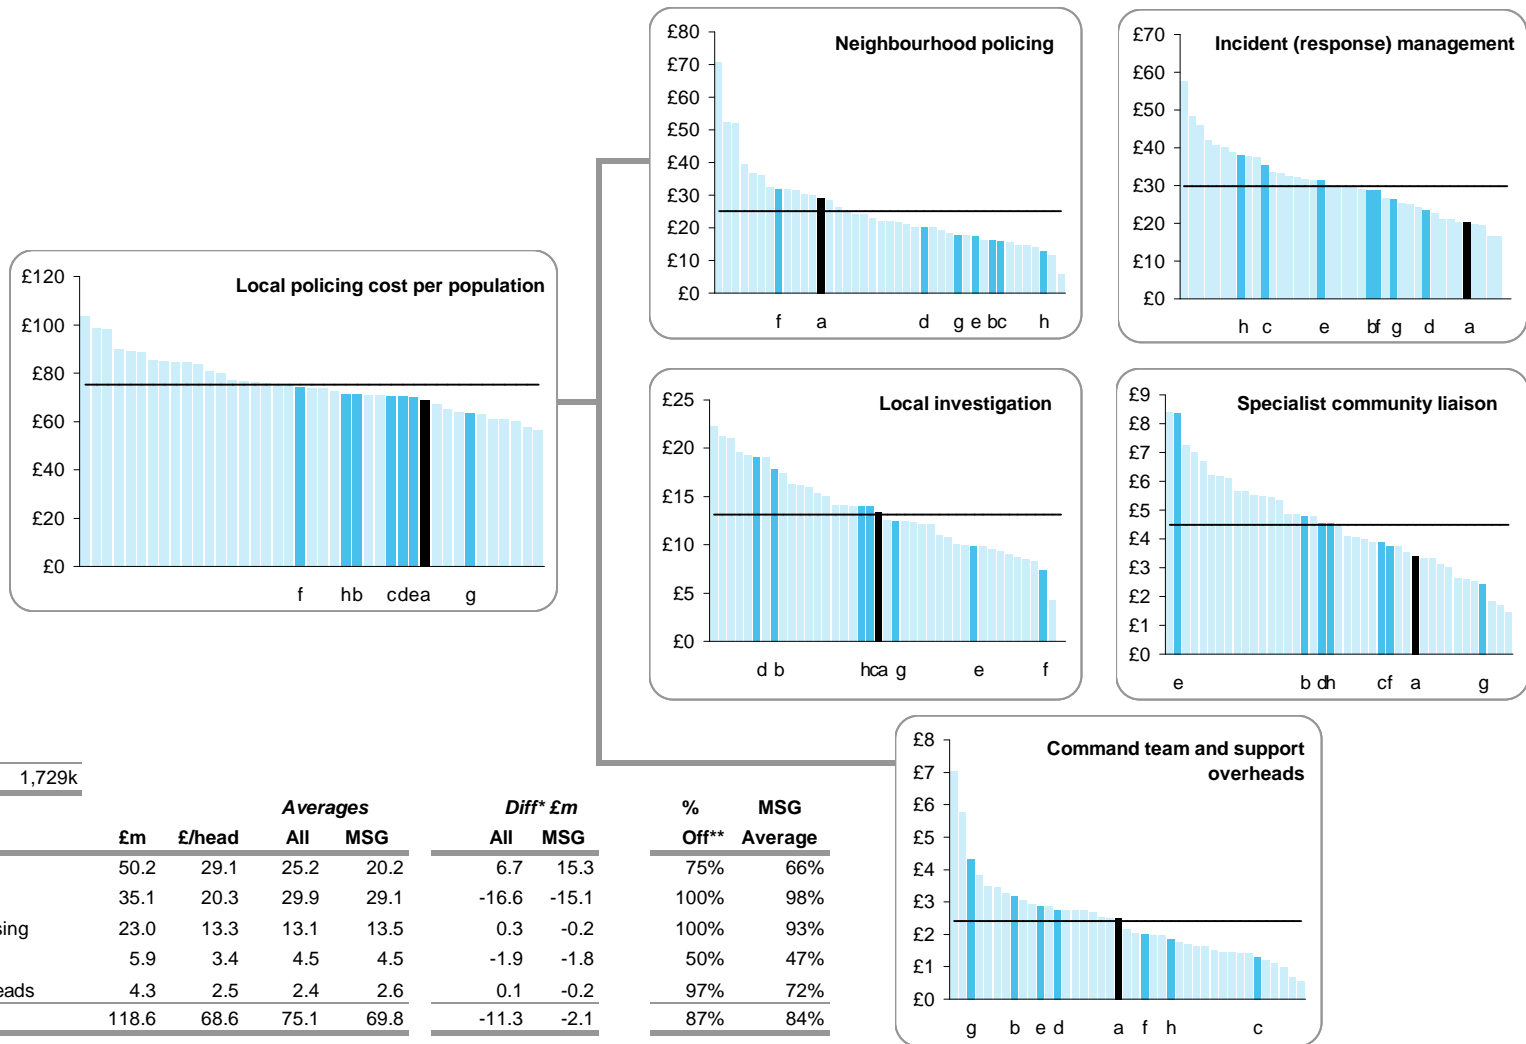 Neighbourhood policing
£80
£70
£60
£50
£40
£30
£20
£10
£0
f a d g e bc h
Incident (response) management
£70
£60
£50
£40
£30
£20
£10
£0
h c e bf g d a
Local policing cost per population
£120
£100
£80
£60
£40
£20
£0
f hb cdea g
Local investigation
£25
£20
£15
£10
£5
£0
d b hca g e f
Specialist community liaison
£9
£8
£7
£6
£5
£4
£3
£2
£1
£0
e b dh cf a g
Command team and support
overheads
£8
£7
£6
£5
£4
£3
£2
£1
£0
g b e d a f h c
1,729k
Averages Diff* £m % MSG
£m £/head All MSG All MSG Off** Average
50.2 29.1 25.2 20.2 6.7 15.3 75% 66%
35.1 20.3 29.9 29.1 -16.6 -15.1 100% 98%
sing 23.0 13.3 13.1 13.5 0.3 -0.2 100% 93%
5.9 3.4 4.5 4.5 -1.9 -1.8 50% 47%
eads 4.3 2.5 2.4 2.6 0.1 -0.2 97% 72%
118.6 68.6 75.1 69.8 -11.3 -2.1 87% 84%